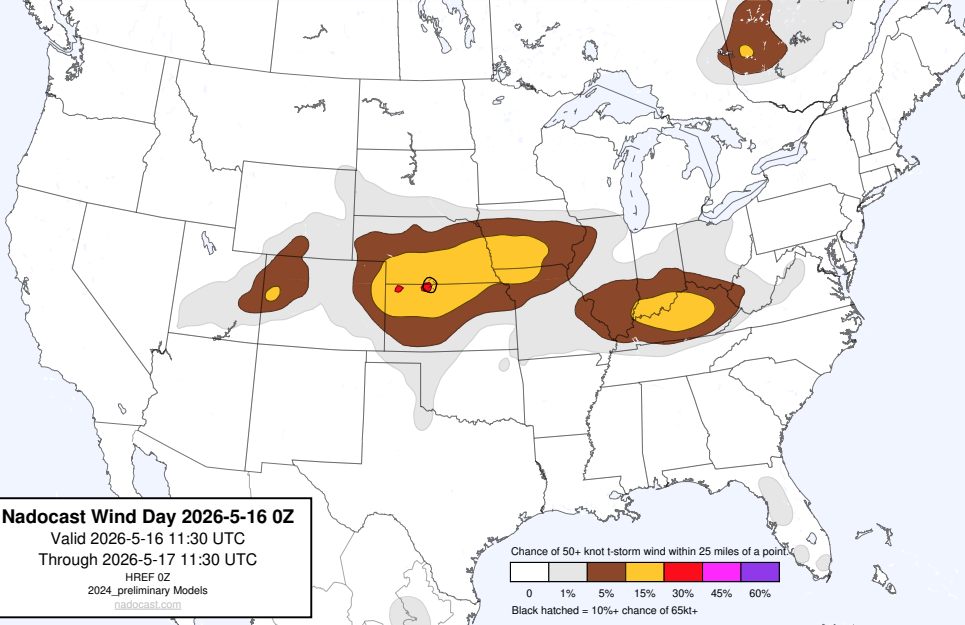 Nadocast Wind Day 2026-5-16 0Z
Valid 2026-5-16 11:30 UTC
Through 2026-5-17 11:30 UTC
HREF 0Z
2024_preliminary Models
nadocast.com
Chance of 50+ knot t-storm wind within 25 miles of a point.
0 1% 5% 15% 30% 45% 60%
Black hatched = 10%+ chance of 65kt+